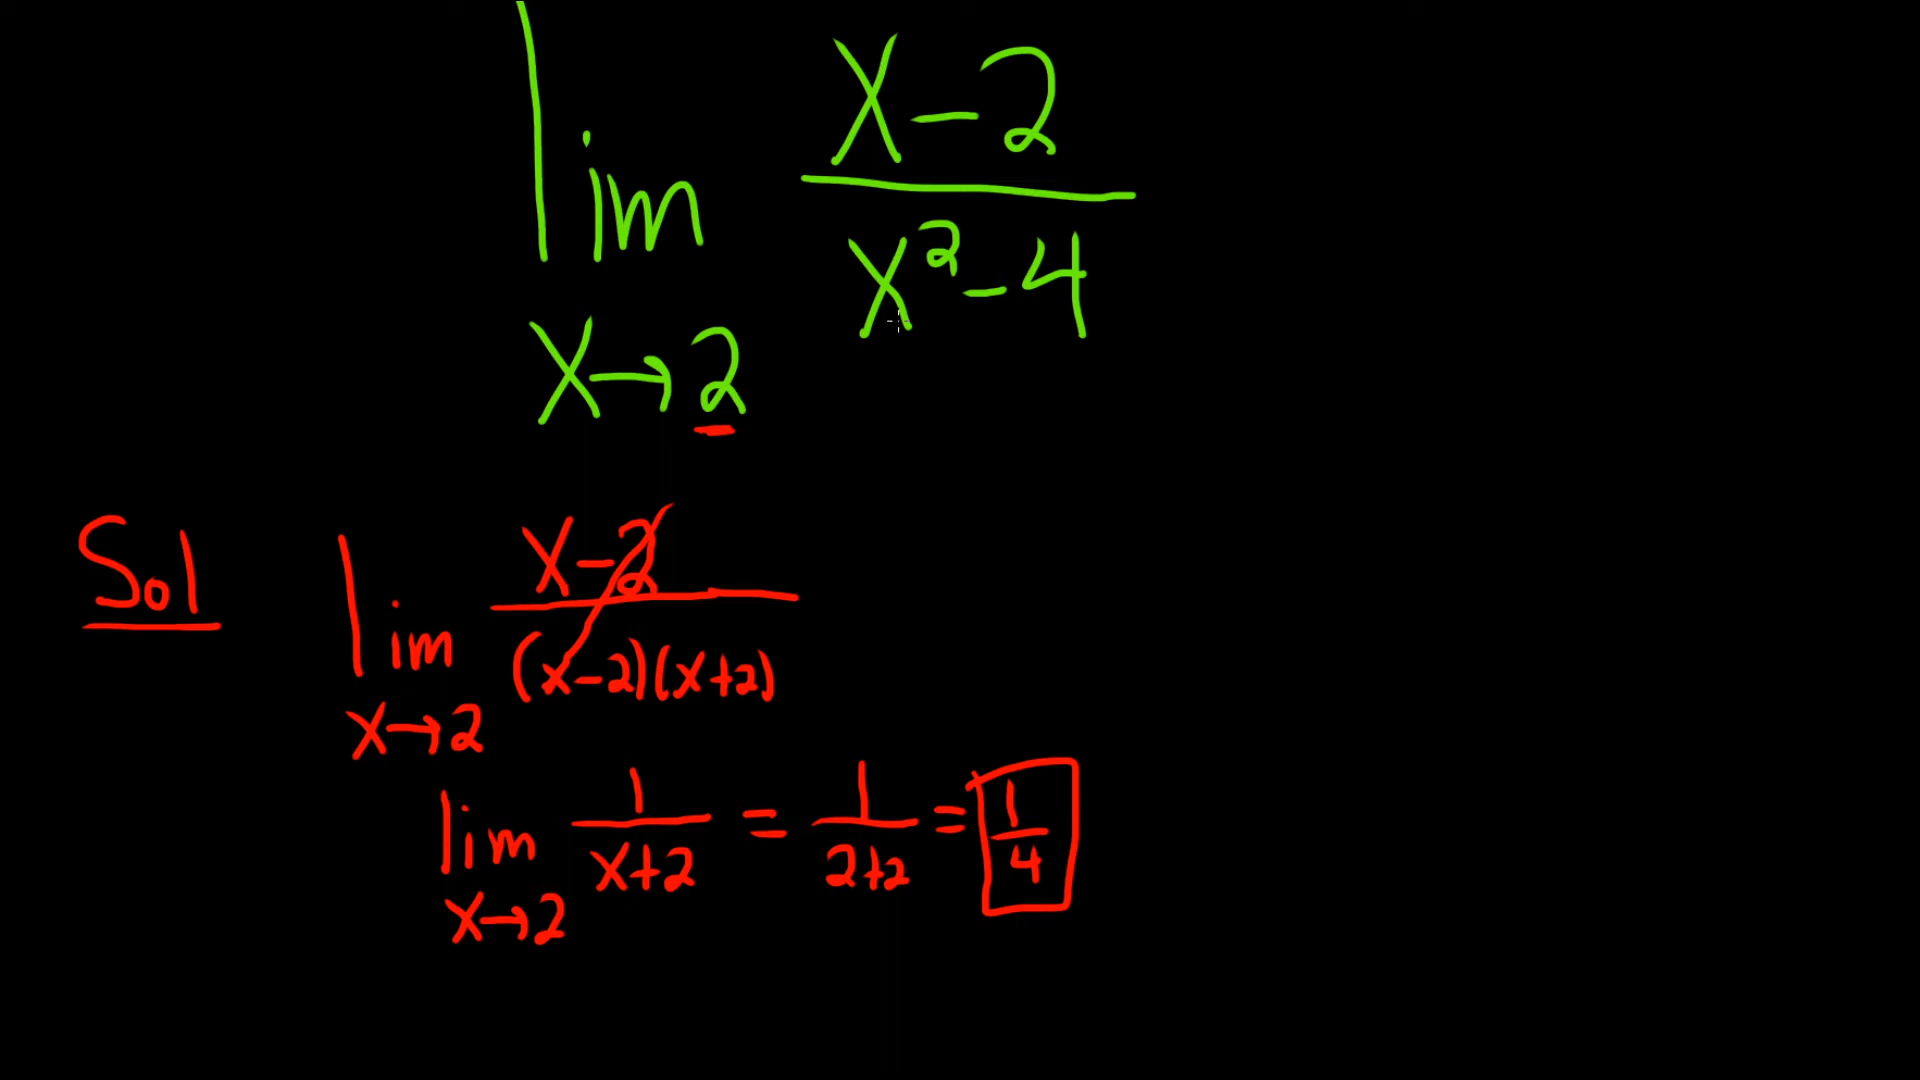 lim x→2 (x-2)/(x²-4)
Sol lim x→2 (x-2)/((x-2)(x+2))
lim x→2 1/(x+2) = 1/(2+2) = 1/4